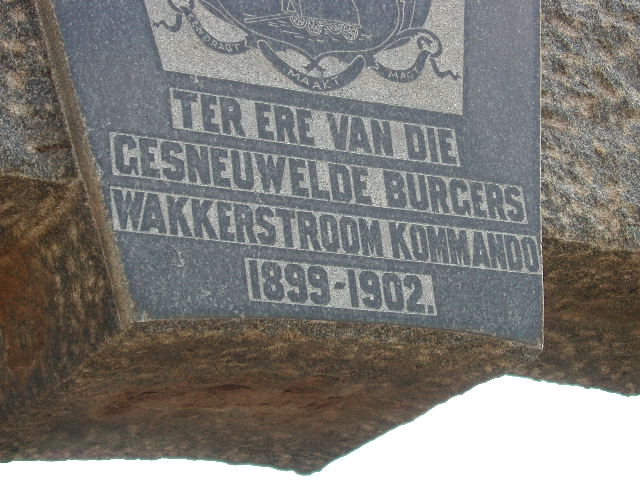 EENDRAGT MAAKT MAGT
TER ERE VAN DIE
GESNEUWELDE BURGERS
WAKKERSTROOM KOMMANDO
1899-1902.